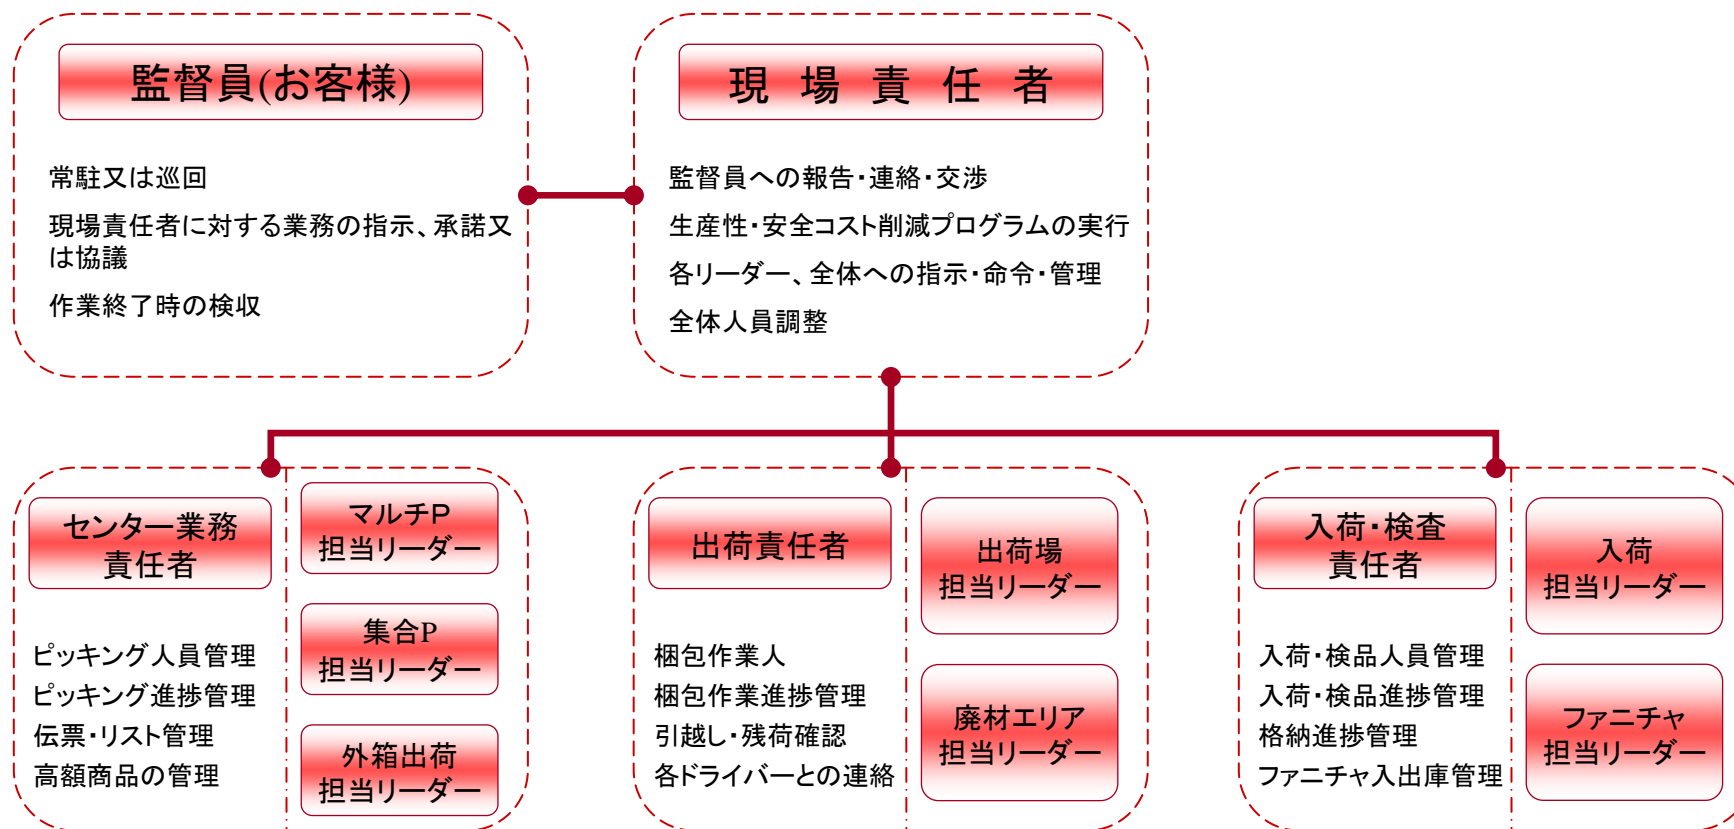 監督員(お客様)
常駐又は巡回
現場責任者に対する業務の指示、承諾又
は協議
作業終了時の検収
現 場 責 任 者
監督員への報告・連絡・交渉
生産性・安全コスト削減プログラムの実行
各リーダー、全体への指示・命令・管理
全体人員調整
センター業務
責任者
ピッキング人員管理
ピッキング進捗管理
伝票・リスト管理
高額商品の管理
マルチP
担当リーダー
集合P
担当リーダー
外箱出荷
担当リーダー
出荷責任者
梱包作業人
梱包作業進捗管理
引越し・残荷確認
各ドライバーとの連絡
出荷場
担当リーダー
廃材エリア
担当リーダー
入荷・検査
責任者
入荷・検品人員管理
入荷・検品進捗管理
格納進捗管理
ファニチャ入出庫管理
入荷
担当リーダー
ファニチャ
担当リーダー